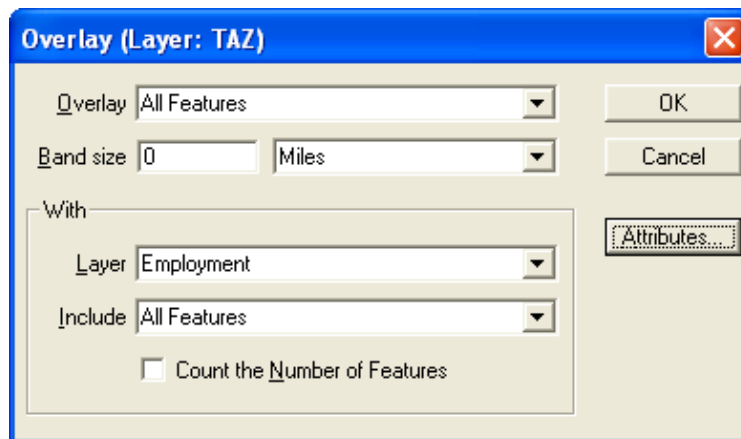 Overlay (Layer: TAZ)
Overlay All Features OK
Band size 0 Miles Cancel
With
Attributes...
Layer Employment
Include All Features
Count the Number of Features